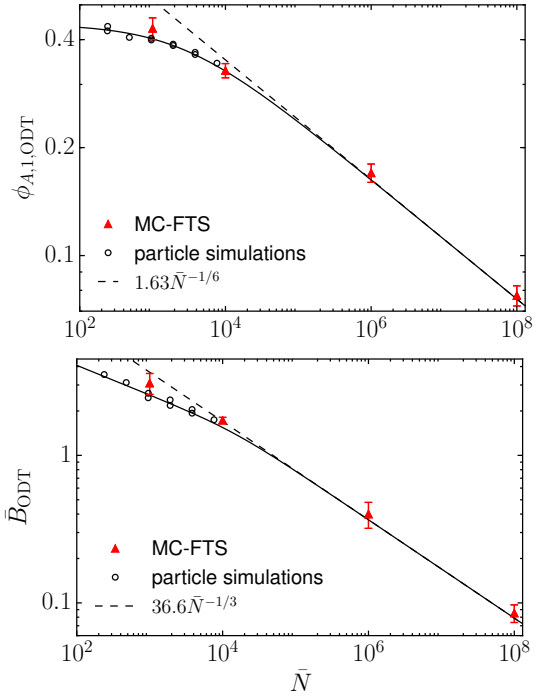 0.4
0.2
0.1
ϕ_{A,1,ODT}
MC-FTS
particle simulations
1.63N̄^{−1/6}
10^2 10^4 10^6 10^8
1
0.1
B̄_{ODT}
MC-FTS
particle simulations
36.6N̄^{−1/3}
10^2 10^4 10^6 10^8
N̄